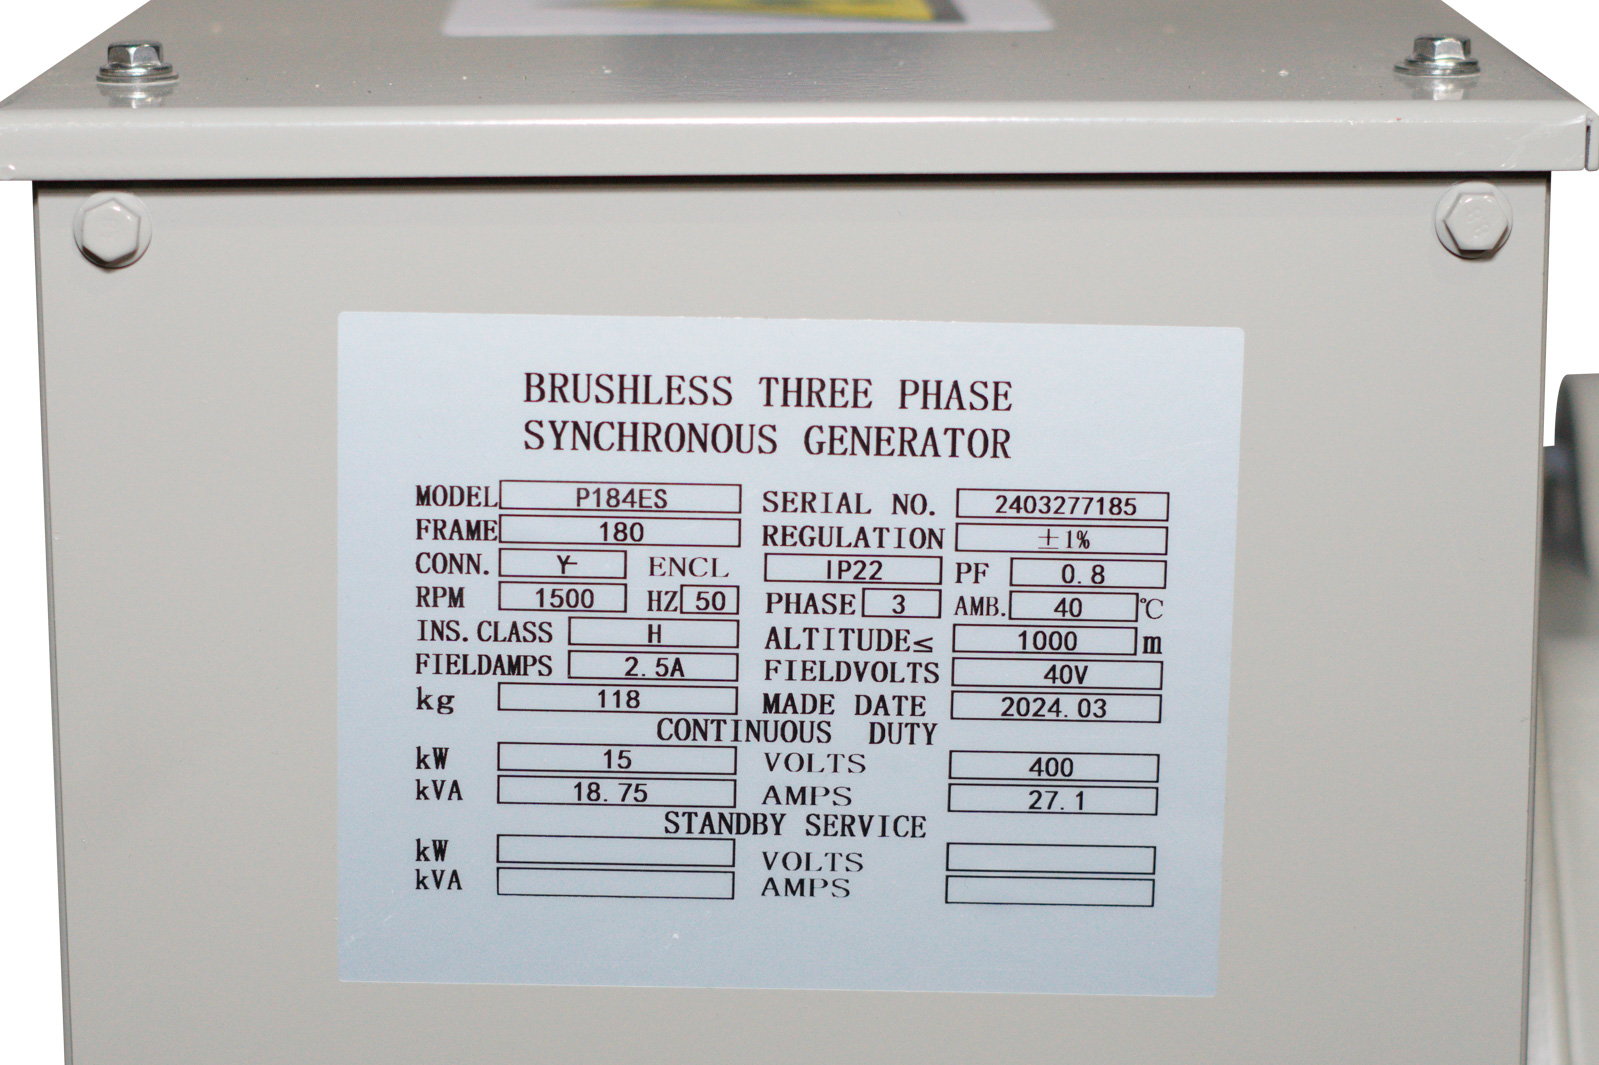 BRUSHLESS THREE PHASE
SYNCHRONOUS GENERATOR
MODEL P184ES SERIAL NO. 2403277185
FRAME 180 REGULATION ±1%
CONN. Y ENCL IP22 PF 0.8
RPM 1500 HZ 50 PHASE 3 AMB. 40 ℃
INS.CLASS H ALTITUDE≤ 1000 m
FIELDAMPS 2.5A FIELDVOLTS 40V
kg 118 MADE DATE 2024.03
CONTINUOUS DUTY
kW 15 VOLTS 400
kVA 18.75 AMPS 27.1
STANDBY SERVICE
kW VOLTS
kVA AMPS